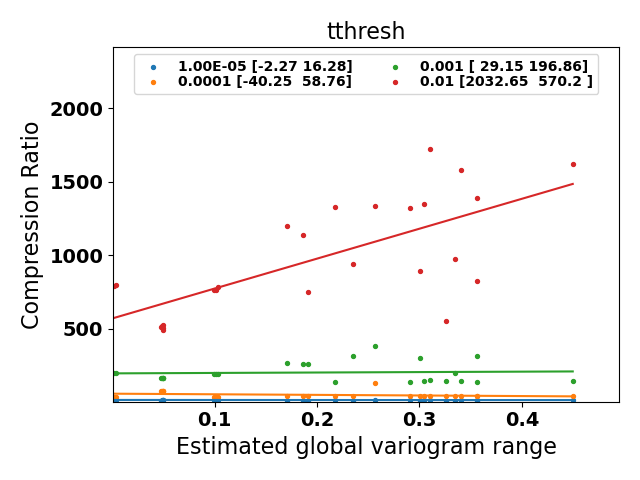 tthresh
1.00E-05 [-2.27 16.28]
0.0001 [-40.25  58.76]
0.001 [ 29.15 196.86]
0.01 [2032.65  570.2 ]
Compression Ratio
2000
1500
1000
500
0.1
0.2
0.3
0.4
Estimated global variogram range